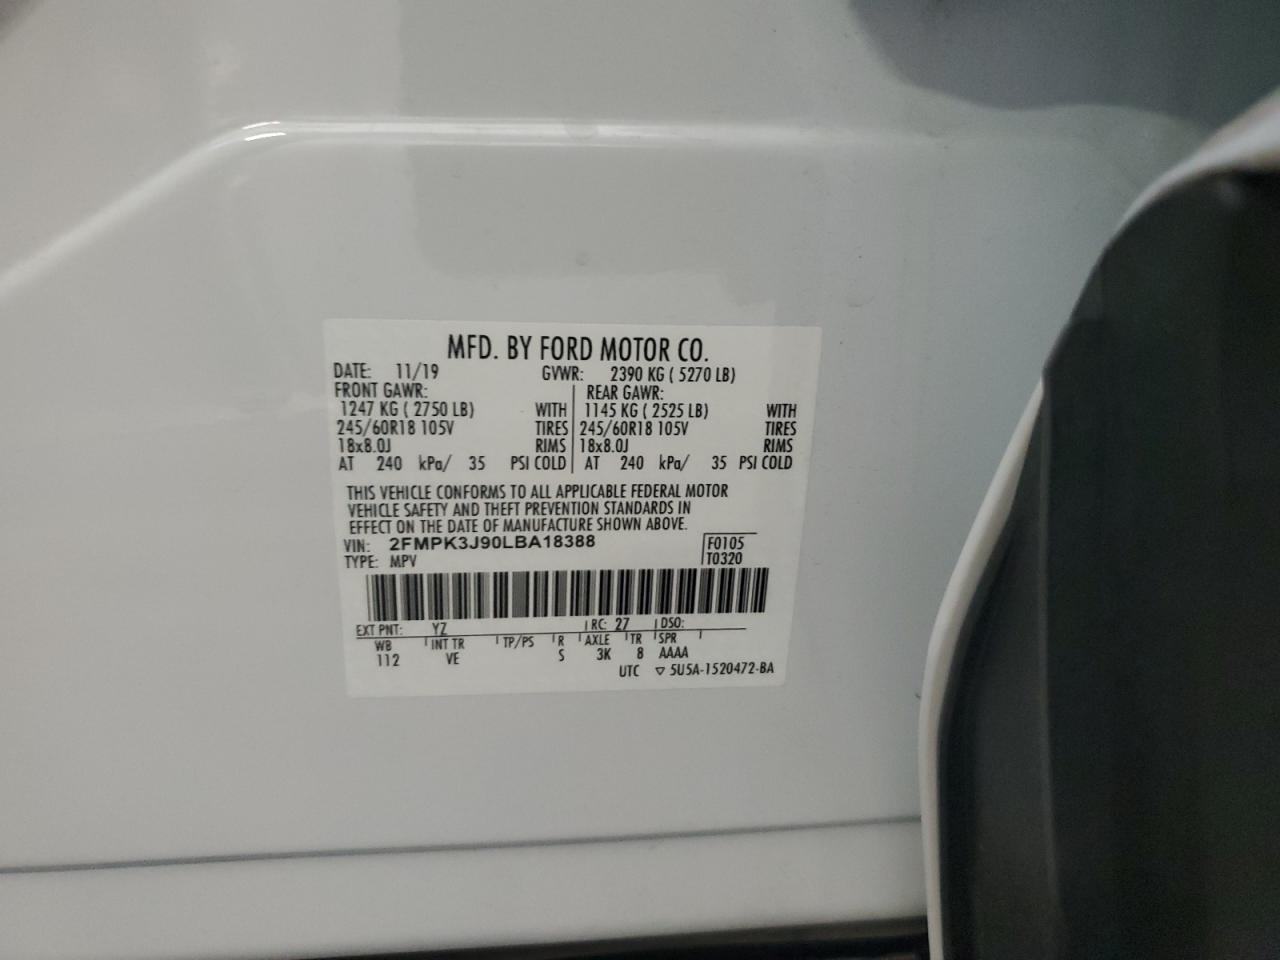 MFD. BY FORD MOTOR CO.
DATE: 11/19 GVWR: 2390 KG ( 5270 LB)
FRONT GAWR: REAR GAWR:
1247 KG ( 2750 LB) WITH 1145 KG ( 2525 LB) WITH
245/60R18 105V TIRES 245/60R18 105V TIRES
18x8.0J RIMS 18x8.0J RIMS
AT 240 kPa/ 35 PSI COLD AT 240 kPa/ 35 PSI COLD
THIS VEHICLE CONFORMS TO ALL APPLICABLE FEDERAL MOTOR
VEHICLE SAFETY AND THEFT PREVENTION STANDARDS IN
EFFECT ON THE DATE OF MANUFACTURE SHOWN ABOVE.
VIN: 2FMPK3J90LBA18388 F0105
TYPE: MPV T0320
EXT PNT: YZ RC: 27 DSO:
WB INT TR TP/PS R AXLE TR SPR
112 VE S 3K 8 AAAA
UTC ▽ 5U5A-1520472-BA